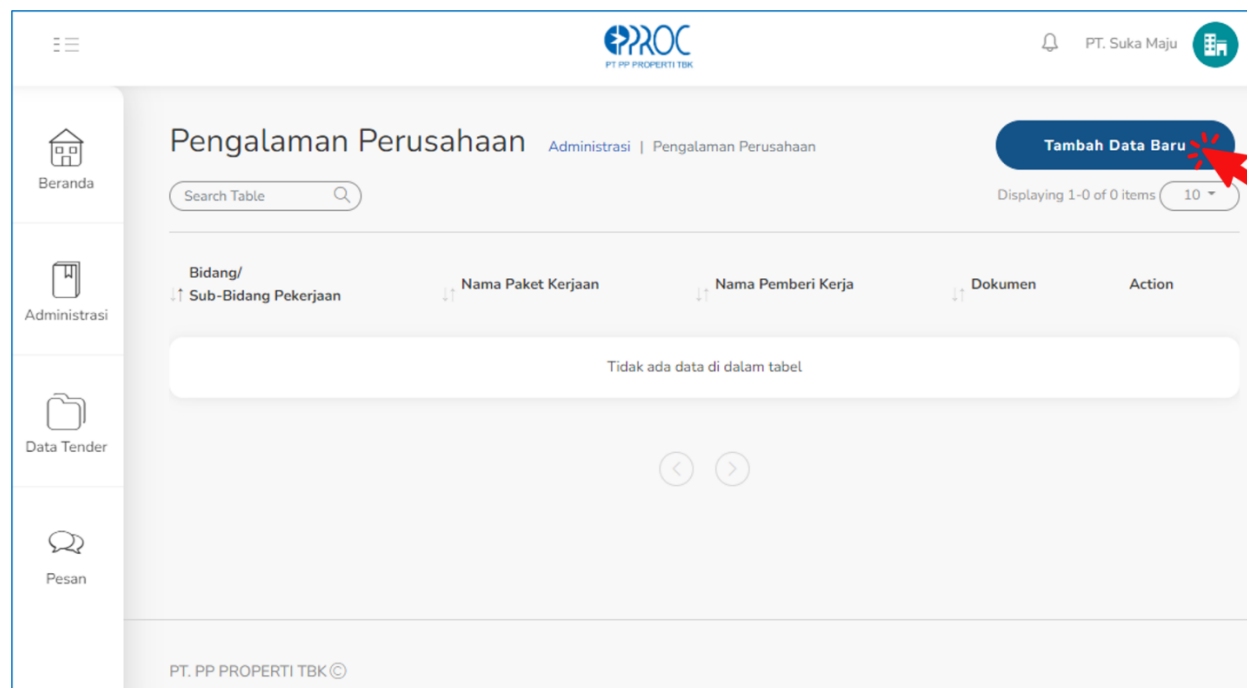 EPPROC
PT PP PROPERTI TBK
PT. Suka Maju
Pengalaman Perusahaan Administrasi | Pengalaman Perusahaan
Tambah Data Baru
Search Table
Displaying 1-0 of 0 items 10
Beranda
Administrasi
Data Tender
Pesan
Bidang/
Sub-Bidang Pekerjaan
Nama Paket Kerjaan
Nama Pemberi Kerja
Dokumen
Action
Tidak ada data di dalam tabel
PT. PP PROPERTI TBK ©